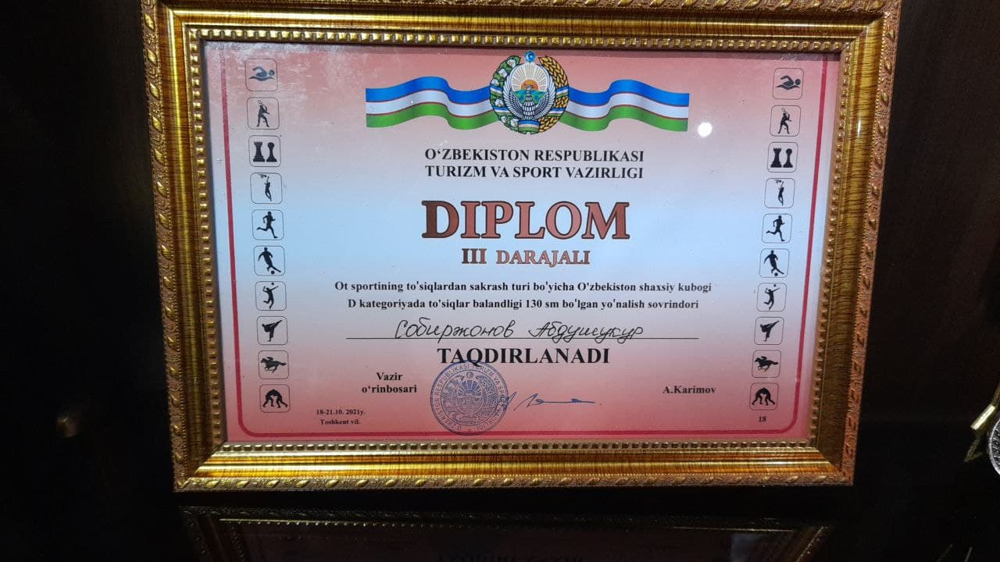 O‘ZBEKISTON RESPUBLIKASI
TURIZM VA SPORT VAZIRLIGI
DIPLOM
III DARAJALI
Ot sportining to'siqlardan sakrash turi bo'yicha O'zbekiston shaxsiy kubogi
D kategoriyada to'siqlar balandligi 130 sm bo'lgan yo'nalish sovrindori
Собиржонов Абдушукур
TAQDIRLANADI
Vazir
o‘rinbosari
A.Karimov
18-21.10. 2021y.
Toshkent vil.
18